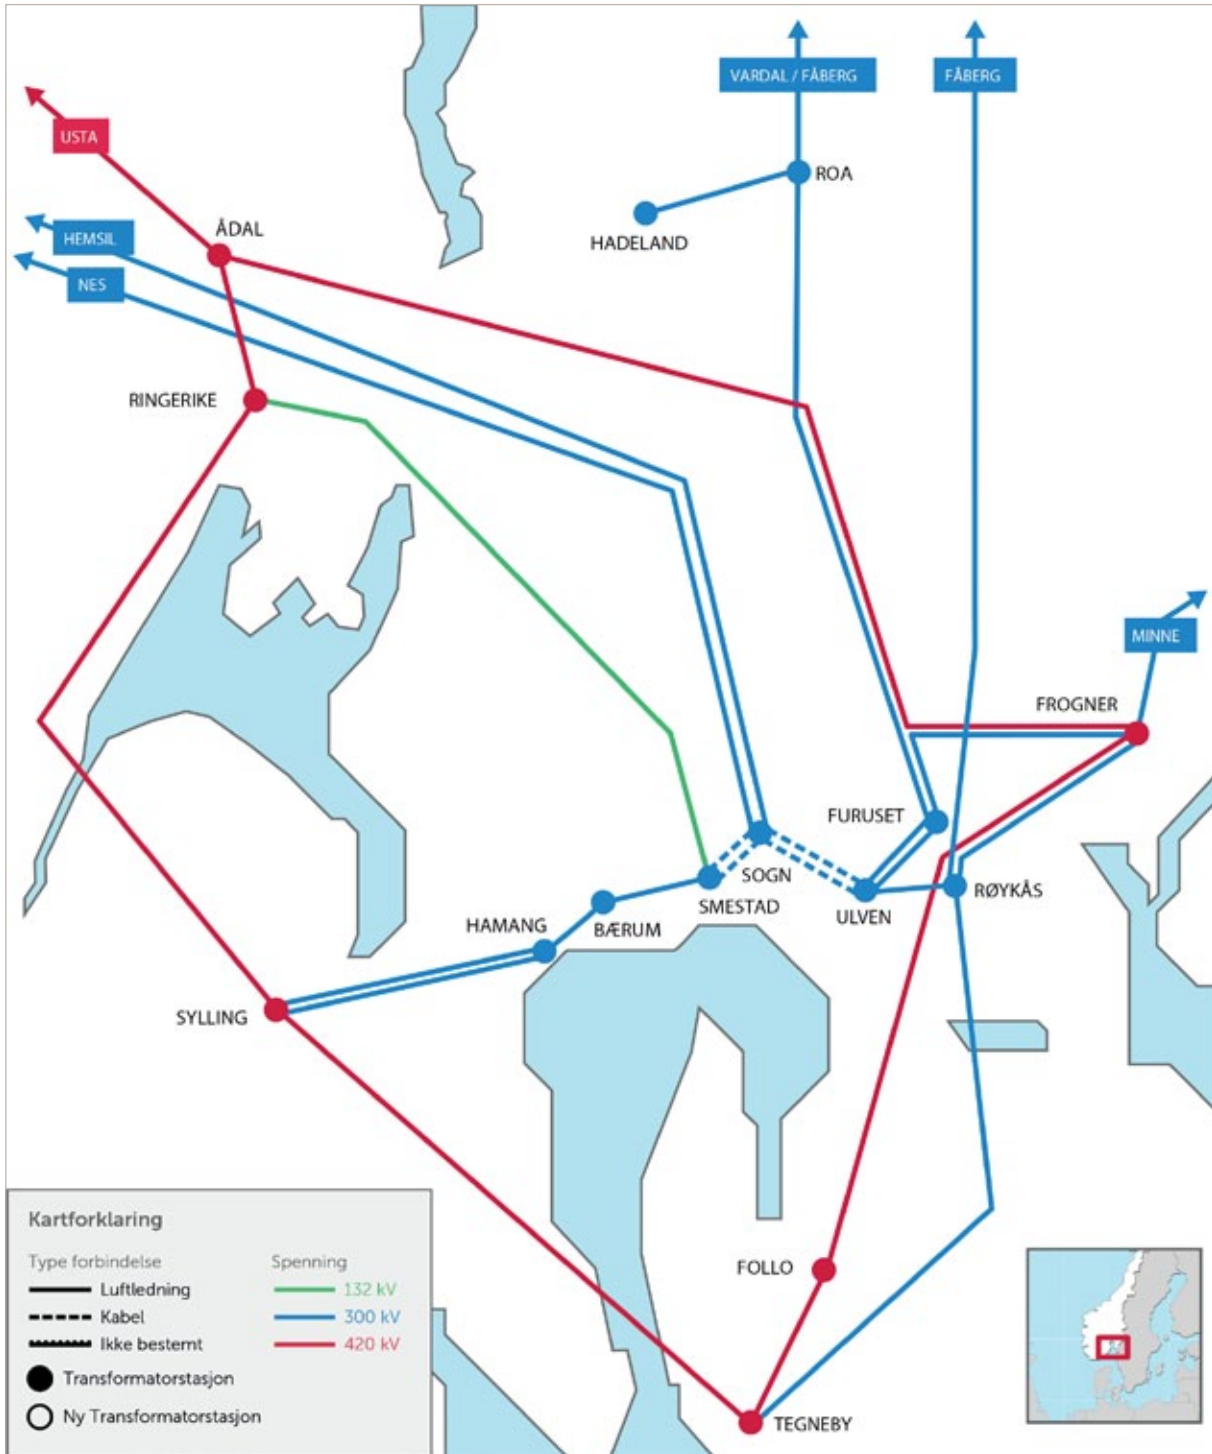 VARDAL / FÅBERG
FÅBERG
USTA
ROA
ÅDAL
HADELAND
HEMSIL
NES
RINGERIKE
MINNE
FROGNER
FURUSET
SOGN
RØYKÅS
SMESTAD
ULVEN
HAMANG
BÆRUM
SYLLING
FOLLO
TEGNEBY
Kartforklaring
Type forbindelse
Spenning
Luftledning
132 kV
Kabel
300 kV
Ikke bestemt
420 kV
Transformatorstasjon
Ny Transformatorstasjon